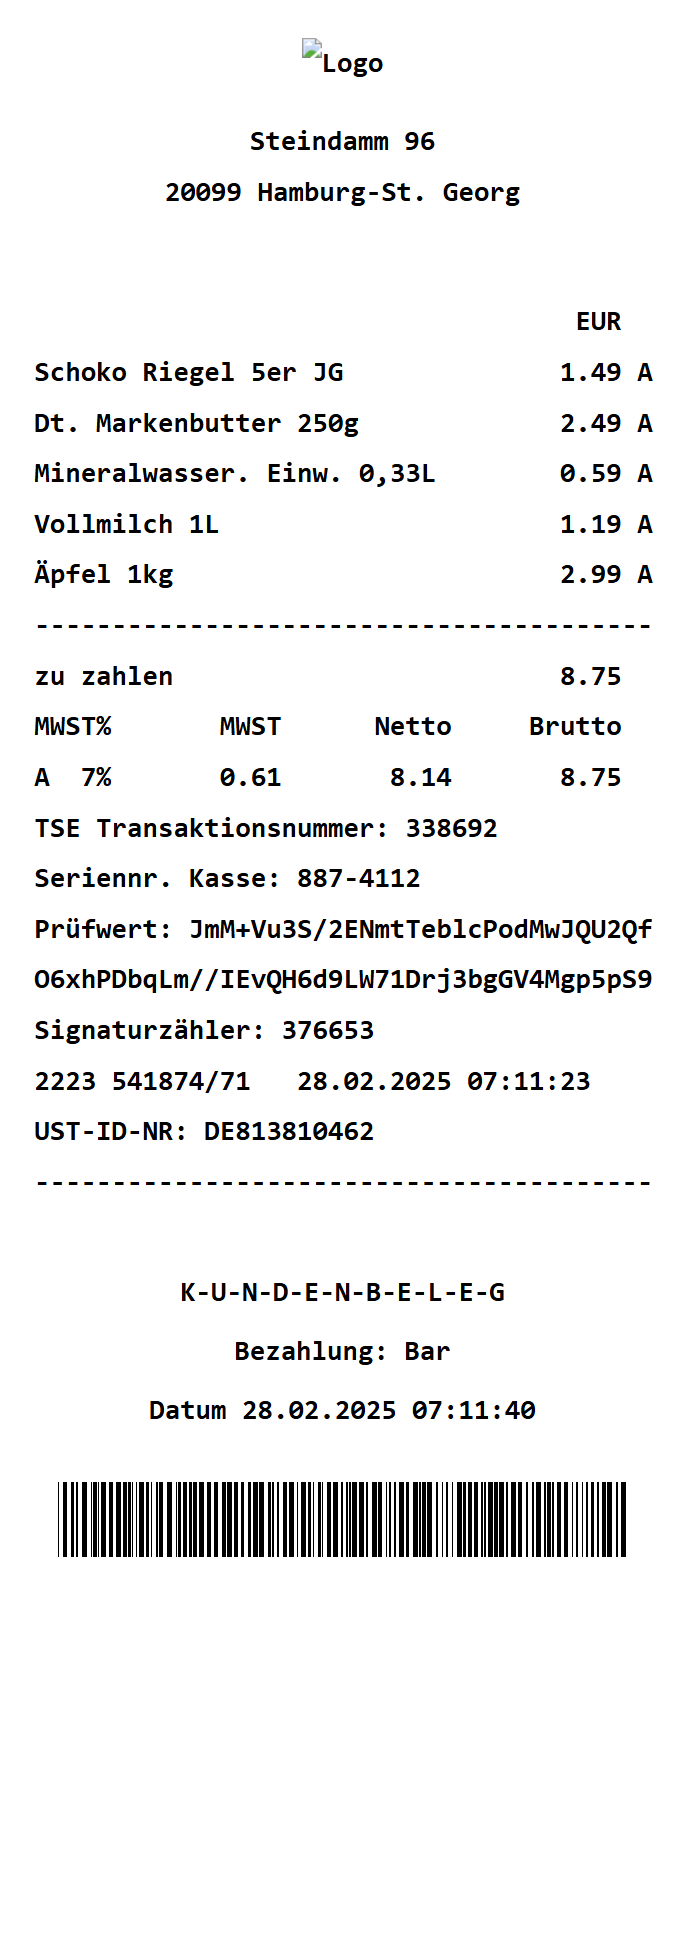 Logo
Steindamm 96
20099 Hamburg-St. Georg
EUR
Schoko Riegel 5er JG 1.49 A
Dt. Markenbutter 250g 2.49 A
Mineralwasser. Einw. 0,33L 0.59 A
Vollmilch 1L 1.19 A
Äpfel 1kg 2.99 A
----------------------------------------
zu zahlen 8.75
MWST% MWST Netto Brutto
A 7% 0.61 8.14 8.75
TSE Transaktionsnummer: 338692
Seriennr. Kasse: 887-4112
Prüfwert: JmM+Vu3S/2ENmtTeblcPodMwJQU2Qf
O6xhPDbqLm//IEvQH6d9LW71Drj3bgGV4Mgp5pS9
Signaturzähler: 376653
2223 541874/71 28.02.2025 07:11:23
UST-ID-NR: DE813810462
----------------------------------------
K-U-N-D-E-N-B-E-L-E-G
Bezahlung: Bar
Datum 28.02.2025 07:11:40